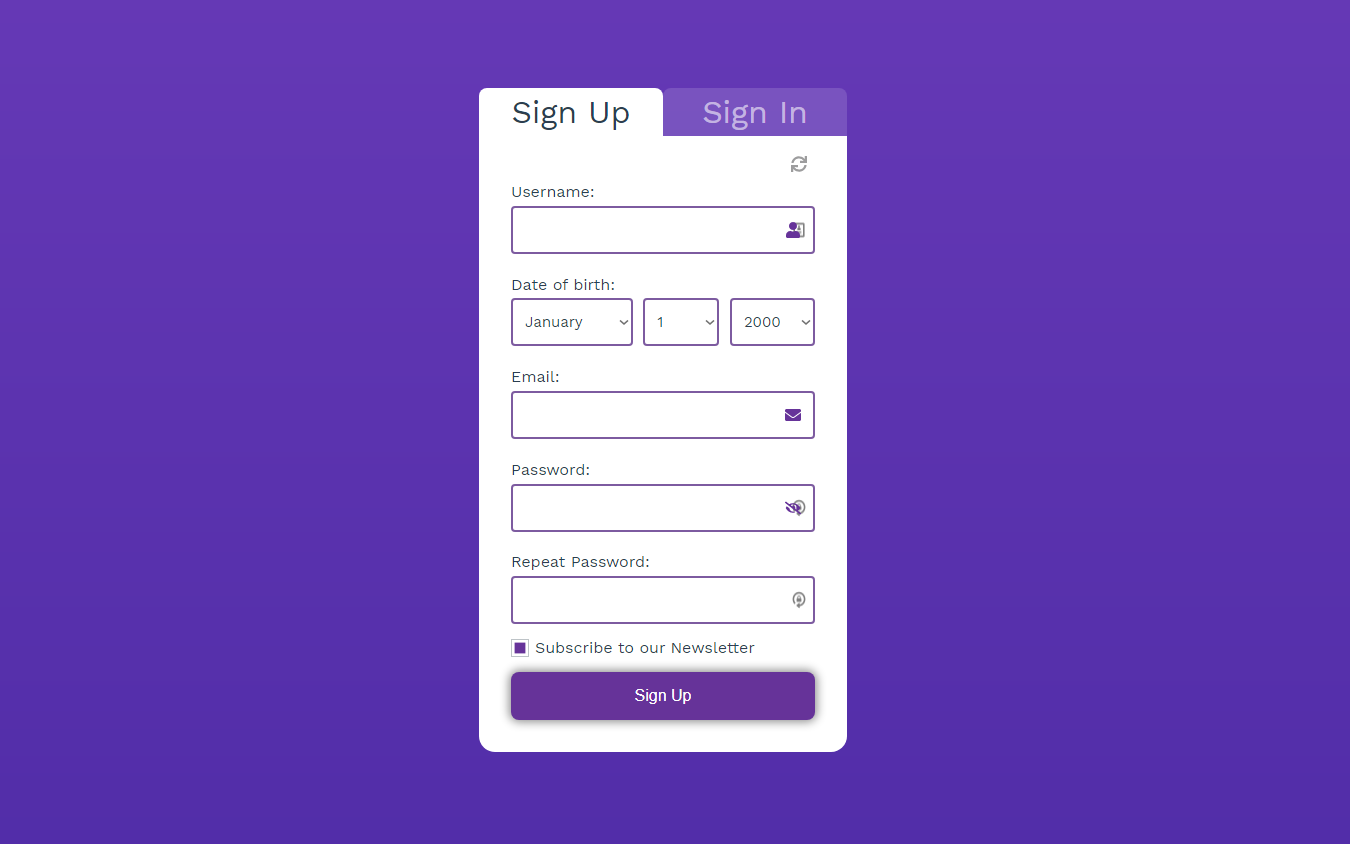 Sign Up Sign In
Username:
Date of birth:
January 1 2000
Email:
Password:
Repeat Password:
Subscribe to our Newsletter
Sign Up